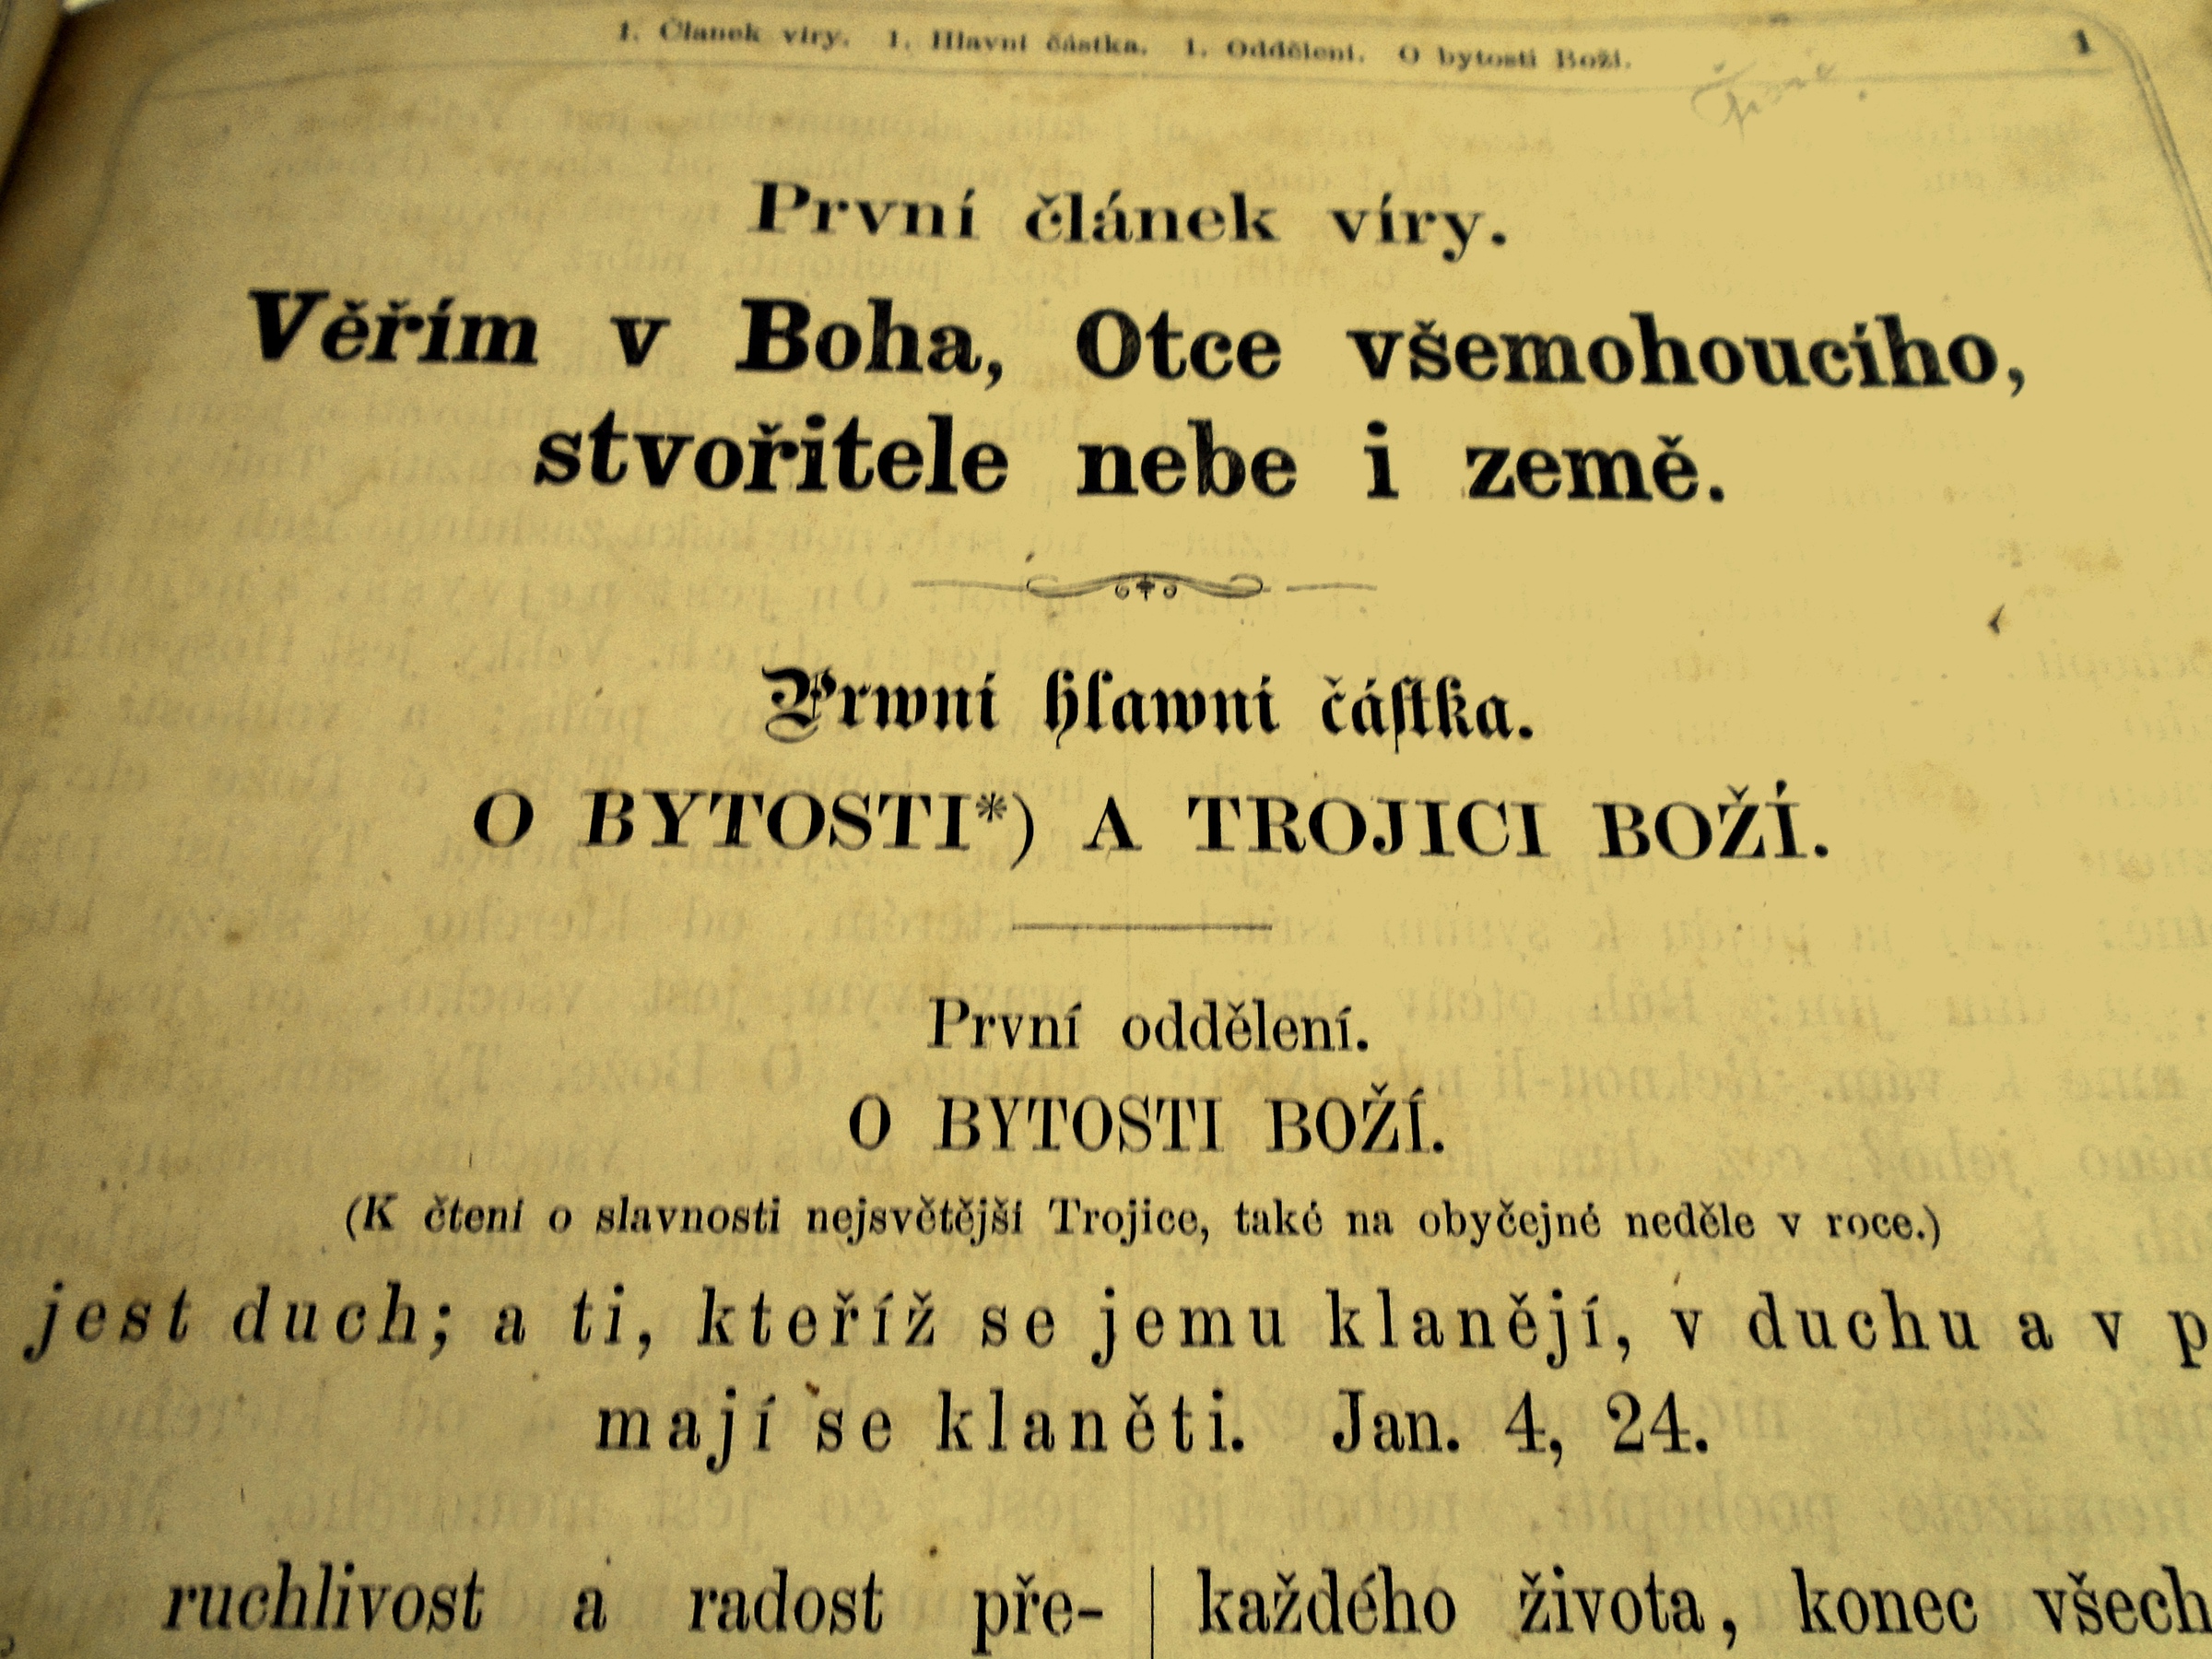 1. Článek víry. 1. Hlavní částka. 1. Oddělení. O bytosti Boží. 1
První článek víry.
Věřím v Boha, Otce všemohoucího,
stvořitele nebe i země.
Prwní hlawní částka.
O BYTOSTI*) A TROJICI BOŽÍ.
První oddělení.
O BYTOSTI BOŽÍ.
(K čtení o slavnosti nejsvětější Trojice, také na obyčejné neděle v roce.)
jest duch; a ti, kteříž se jemu klanějí, v duchu a v p
mají se klaněti. Jan. 4, 24.
ruchlivost a radost pře-
každého života, konec všech